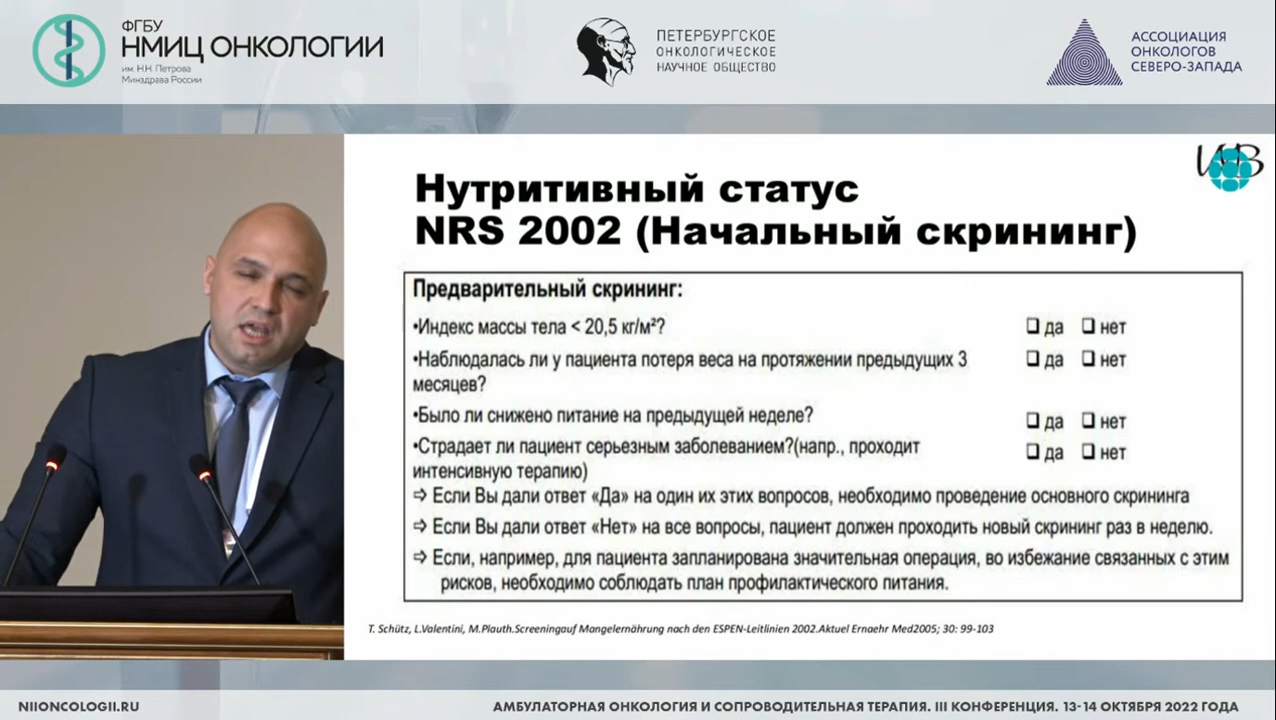 ФГБУ
НМИЦ ОНКОЛОГИИ
им. Н.Н. Петрова
Минздрава России
ПЕТЕРБУРГСКОЕ
ОНКОЛОГИЧЕСКОЕ
НАУЧНОЕ ОБЩЕСТВО
АССОЦИАЦИЯ
ОНКОЛОГОВ
СЕВЕРО-ЗАПАДА
Нутритивный статус
NRS 2002 (Начальный скрининг)
Предварительный скрининг:
•Индекс массы тела < 20,5 кг/м²? ❑ да ❑ нет
•Наблюдалась ли у пациента потеря веса на протяжении предыдущих 3 ❑ да ❑ нет
месяцев?
•Было ли снижено питание на предыдущей неделе? ❑ да ❑ нет
•Страдает ли пациент серьезным заболеванием?(напр., проходит ❑ да ❑ нет
интенсивную терапию)
⇨ Если Вы дали ответ «Да» на один их этих вопросов, необходимо проведение основного скрининга
⇨ Если Вы дали ответ «Нет» на все вопросы, пациент должен проходить новый скрининг раз в неделю.
⇨ Если, например, для пациента запланирована значительная операция, во избежание связанных с этим
рисков, необходимо соблюдать план профилактического питания.
T. Schütz, L.Valentini, M.Plauth.Screeningauf Mangelernährung nach den ESPEN-Leitlinien 2002.Aktuel Ernaehr Med2005; 30: 99-103
NIIONCOLOGII.RU
АМБУЛАТОРНАЯ ОНКОЛОГИЯ И СОПРОВОДИТЕЛЬНАЯ ТЕРАПИЯ. III КОНФЕРЕНЦИЯ. 13-14 ОКТЯБРЯ 2022 ГОДА